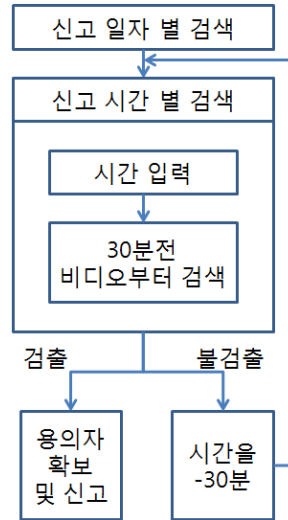 신고 일자 별 검색
신고 시간 별 검색
시간 입력
30분전
비디오부터 검색
검출
불검출
용의자
확보
및 신고
시간을
-30분